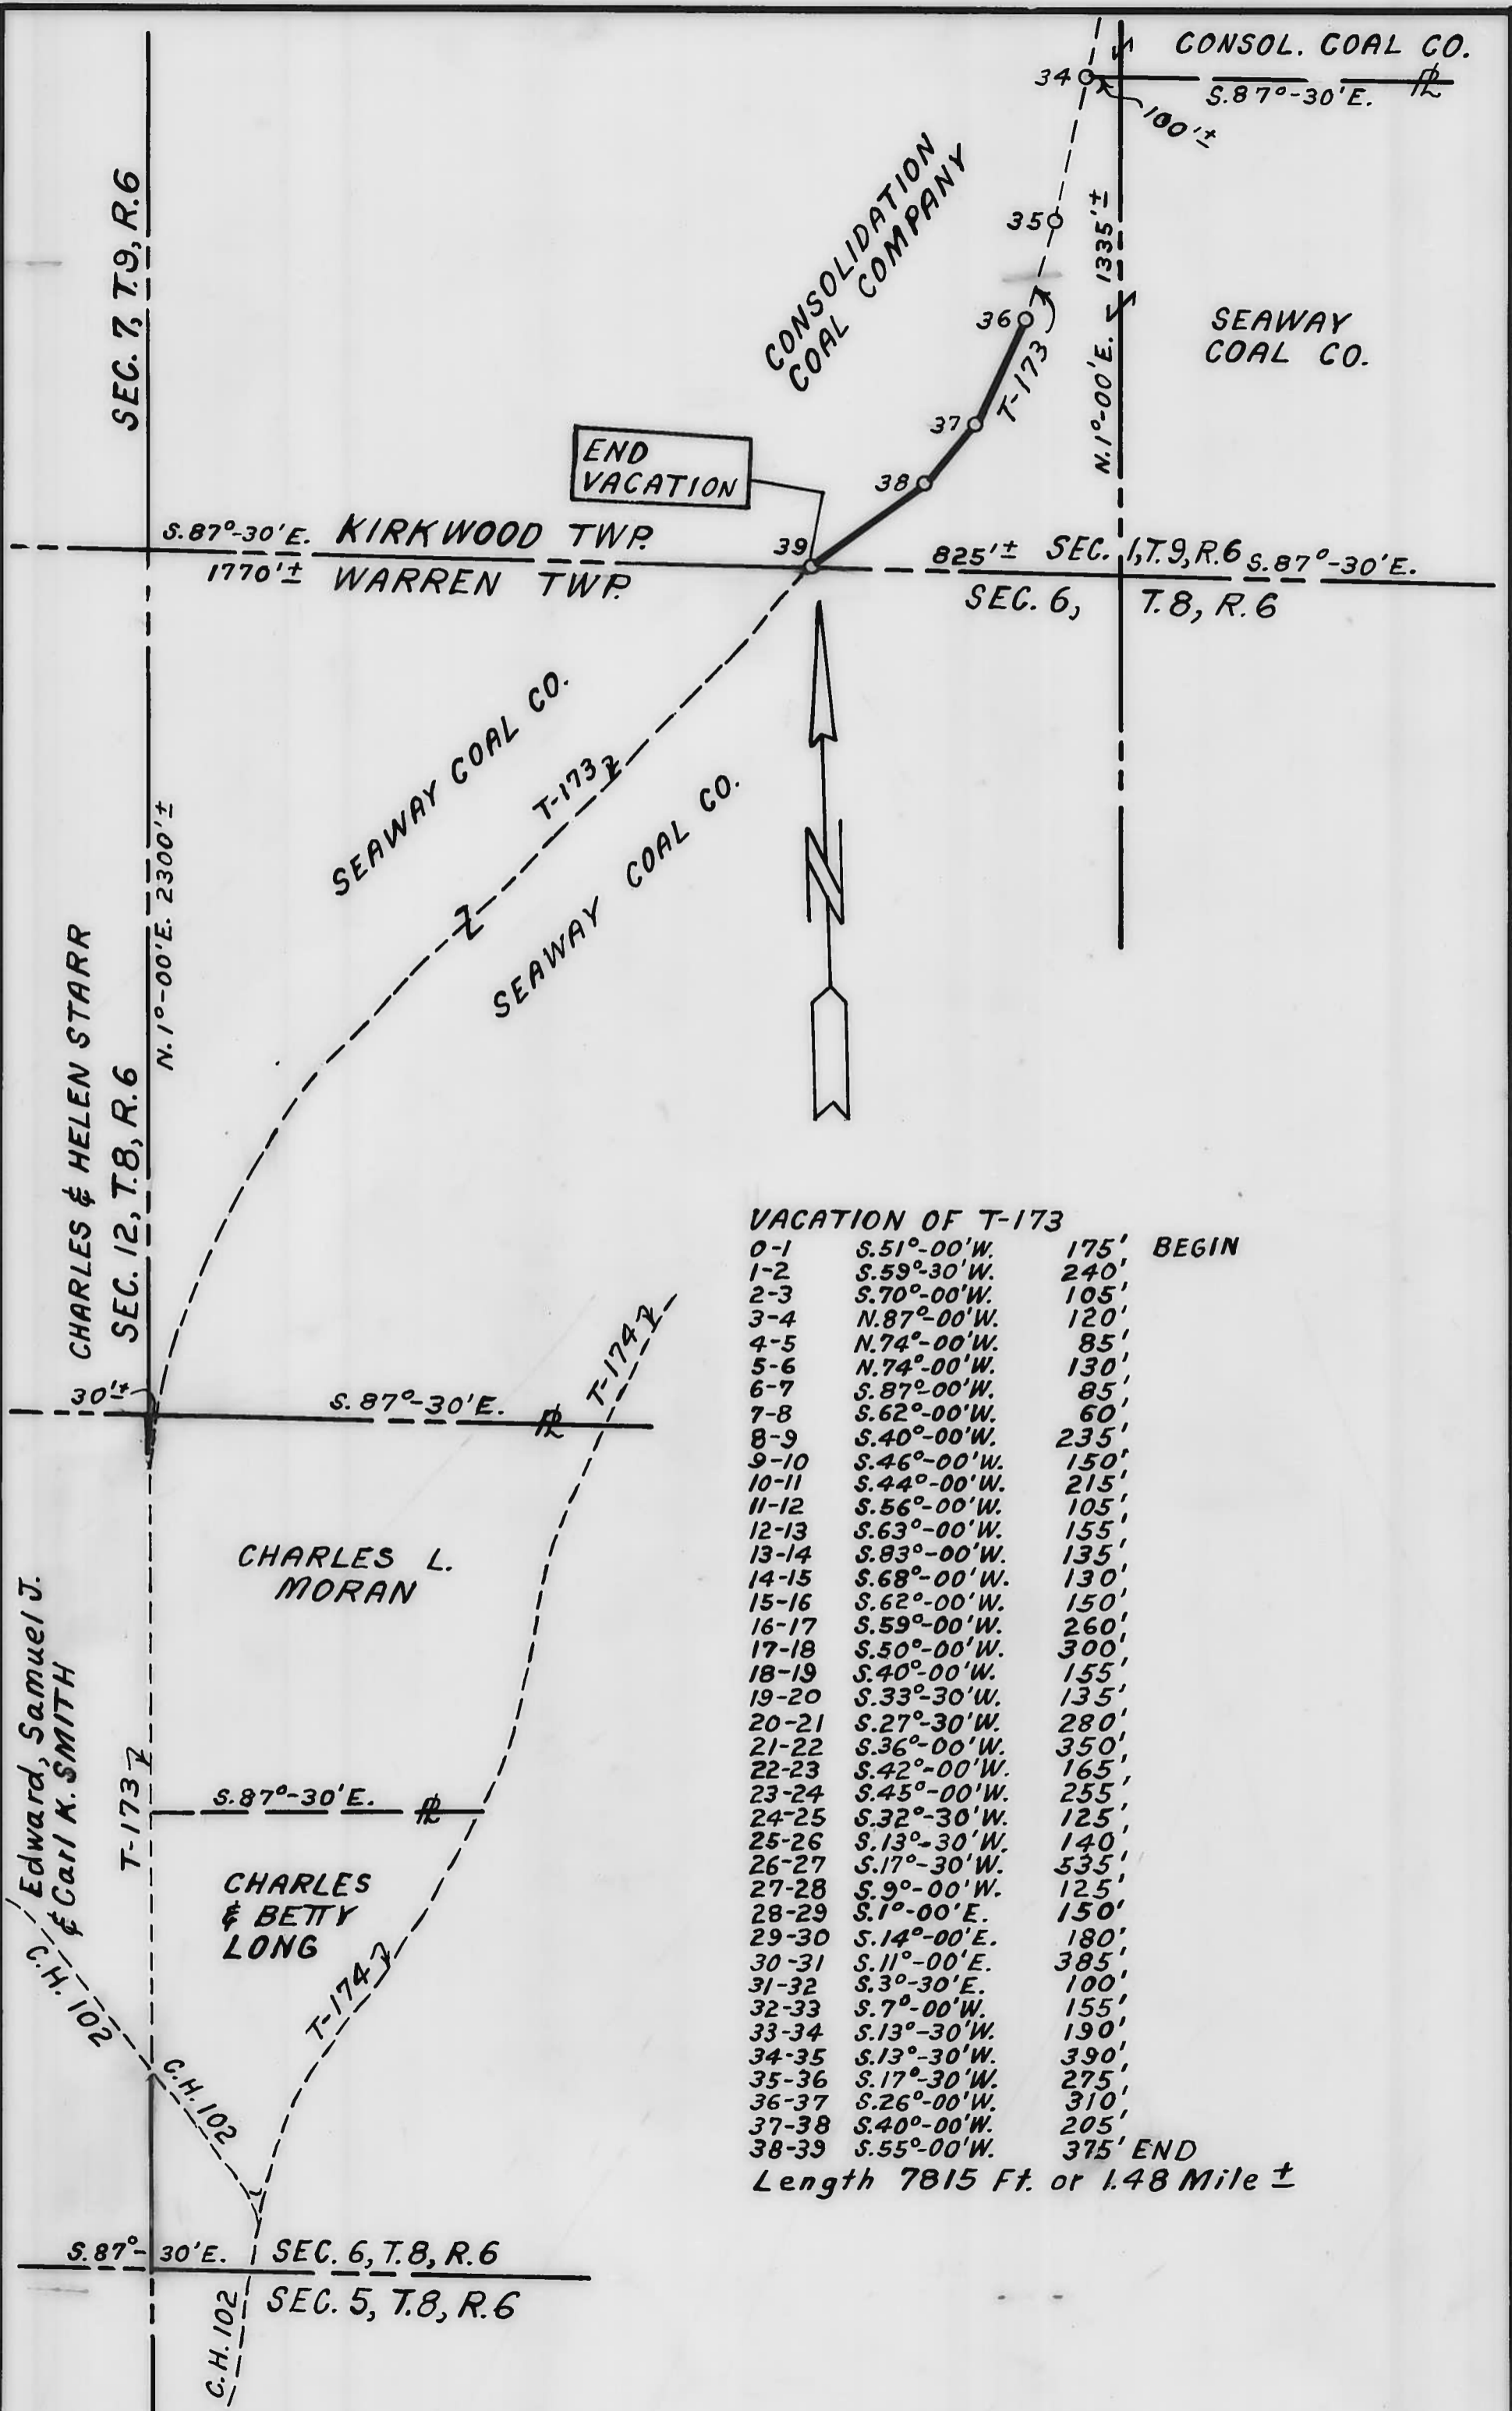 CONSOL. COAL CO.
34
S.87°-30'E. PL
100'±
CONSOLIDATION
COAL COMPANY
35
SEC. 7, T.9, R.6
N.1°-00'E. 1335'±
36
T-173
SEAWAY
COAL CO.
37
END
VACATION
38
S.87°-30'E. KIRKWOOD TWP.
39
825'± SEC. 1, T.9, R.6 S.87°-30'E.
1770'± WARREN TWP.
SEC. 6, T.8, R.6
SEAWAY COAL CO.
T-173
SEAWAY COAL CO.
N
N.1°-00'E. 2300'±
CHARLES & HELEN STARR
SEC. 12, T.8, R.6
30'±
S.87°-30'E. PL
T-174
CHARLES L.
MORAN
Edward, Samuel J.
& Carl K. SMITH
T-173
S.87°-30'E. PL
CHARLES
& BETTY
LONG
T-174
C.H. 102
C.H. 102
S.87°-30'E. SEC. 6, T.8, R.6
SEC. 5, T.8, R.6
C.H. 102
VACATION OF T-173
0-1 S.51°-00'W. 175' BEGIN
1-2 S.59°-30'W. 240'
2-3 S.70°-00'W. 105'
3-4 N.87°-00'W. 120'
4-5 N.74°-00'W. 85'
5-6 N.74°-00'W. 130'
6-7 S.87°-00'W. 85'
7-8 S.62°-00'W. 60'
8-9 S.40°-00'W. 235'
9-10 S.46°-00'W. 150'
10-11 S.44°-00'W. 215'
11-12 S.56°-00'W. 105'
12-13 S.63°-00'W. 155'
13-14 S.83°-00'W. 135'
14-15 S.68°-00'W. 130'
15-16 S.62°-00'W. 150'
16-17 S.59°-00'W. 260'
17-18 S.50°-00'W. 300'
18-19 S.40°-00'W. 155'
19-20 S.33°-30'W. 135'
20-21 S.27°-30'W. 280'
21-22 S.36°-00'W. 350'
22-23 S.42°-00'W. 165'
23-24 S.45°-00'W. 255'
24-25 S.32°-30'W. 125'
25-26 S.13°-30'W. 140'
26-27 S.17°-30'W. 535'
27-28 S.9°-00'W. 125'
28-29 S.1°-00'E. 150'
29-30 S.14°-00'E. 180'
30-31 S.11°-00'E. 385'
31-32 S.3°-30'E. 100'
32-33 S.7°-00'W. 155'
33-34 S.13°-30'W. 190'
34-35 S.13°-30'W. 390'
35-36 S.17°-30'W. 275'
36-37 S.26°-00'W. 310'
37-38 S.40°-00'W. 205'
38-39 S.55°-00'W. 375' END
Length 7815 Ft. or 1.48 Mile ±